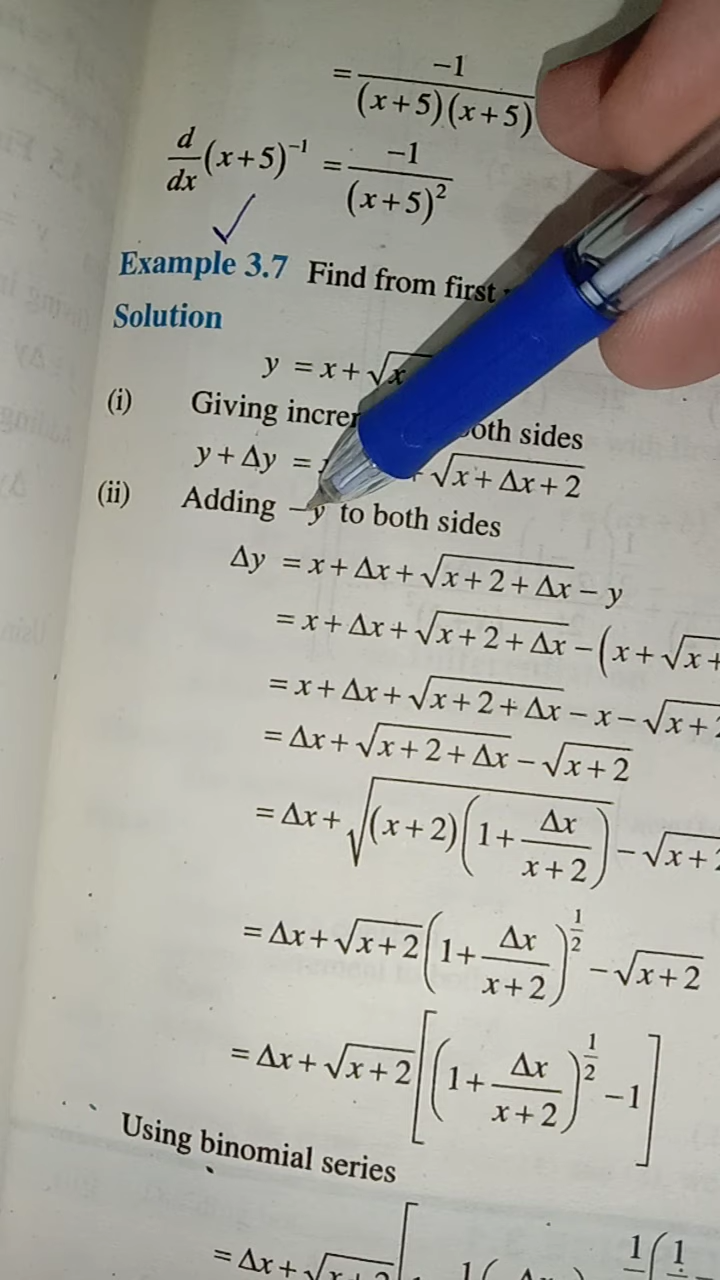 = -1 / (x+5)(x+5)
d/dx (x+5)^-1 = -1 / (x+5)^2
Example 3.7 Find from first
Solution
y = x + √x
(i) Giving oth sides
y + Δy = √x + Δx + 2
(ii) Adding –y to both sides
Δy = x + Δx + √(x + 2 + Δx) – y
= x + Δx + √(x + 2 + Δx) – (x + √x +
= x + Δx + √(x + 2 + Δx) – x – √x +
= Δx + √(x + 2 + Δx) – √(x + 2)
= Δx + √((x + 2)(1 + Δx/(x + 2))) – √x +
= Δx + √(x + 2) (1 + Δx/(x + 2))^(1/2) – √(x + 2)
= Δx + √(x + 2) [(1 + Δx/(x + 2))^(1/2) – 1]
Using binomial series
= Δx +